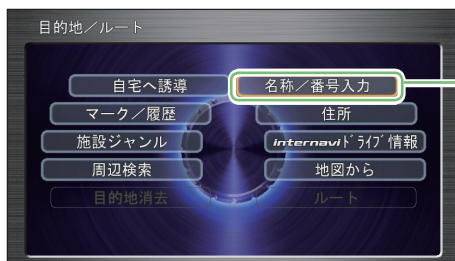 目的地／ルート
自宅へ誘導 名称／番号入力
マーク／履歴 住所
施設ジャンル internaviドライブ情報
周辺検索 地図から
目的地消去 ルート